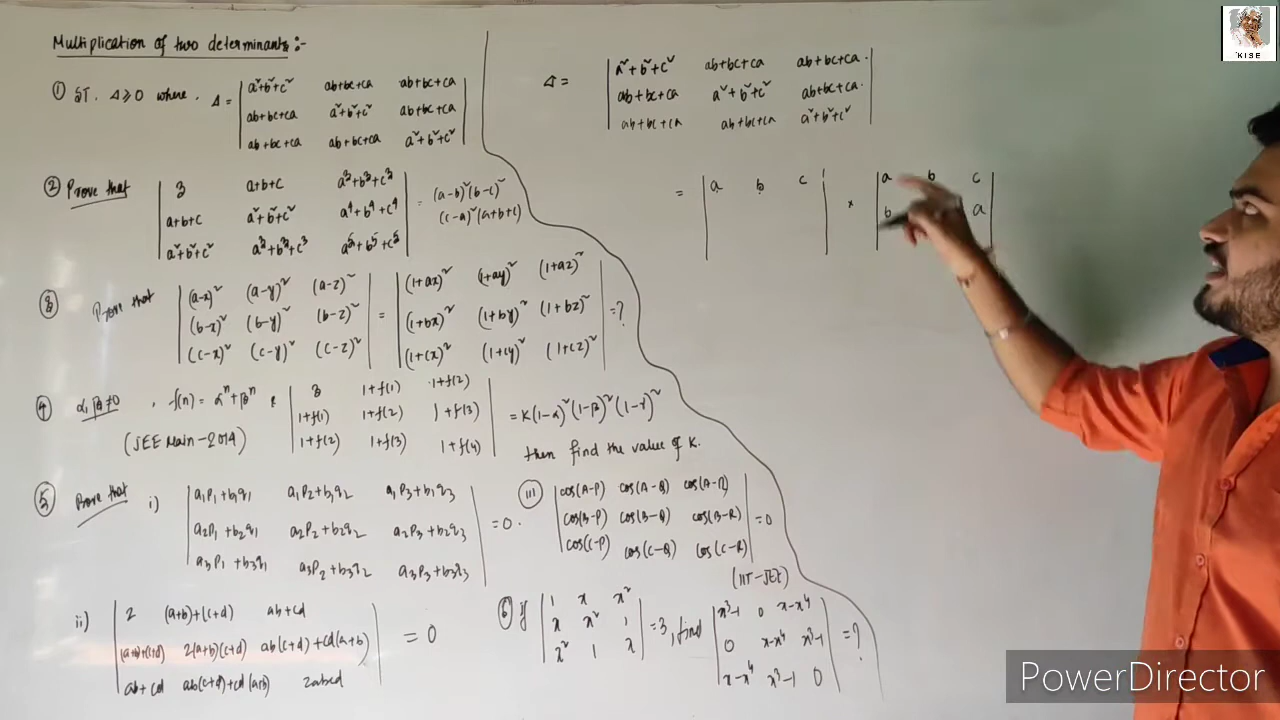 Multiplication of two determinants :-
① S.T. Δ ≥ 0 where, Δ = | a²+b²+c² ab+bc+ca ab+bc+ca |
| ab+bc+ca a²+b²+c² ab+bc+ca |
| ab+bc+ca ab+bc+ca a²+b²+c² |
② Prove that | 3 a+b+c a³+b³+c³ |
| a+b+c a²+b²+c² a⁴+b⁴+c⁴ | = (a-b)²(b-c)²
| a²+b²+c² a³+b³+c³ a⁵+b⁵+c⁵ | (c-a)²(a+b+c)
③ Prove that | (a-x)² (a-y)² (a-z)² | = | (1+ax)² (1+ay)² (1+az)² |
| (b-x)² (b-y)² (b-z)² | = | (1+bx)² (1+by)² (1+bz)² | = ?
| (c-x)² (c-y)² (c-z)² | | (1+cx)² (1+cy)² (1+cz)² |
④ α, β ≠ 0, f(n) = αⁿ+βⁿ & | 3 1+f(1) 1+f(2) |
| 1+f(1) 1+f(2) 1+f(3) | = K(1-α)²(1-β)²(1-γ)²
(JEE Main-2014) | 1+f(2) 1+f(3) 1+f(4) | then find the value of K.
⑤ Prove that i) | a₁p₁+b₁q₁ a₁p₂+b₁q₂ a₁p₃+b₁q₃ |
| a₂p₁+b₂q₁ a₂p₂+b₂q₂ a₂p₃+b₂q₃ | = 0.
| a₃p₁+b₃q₁ a₃p₂+b₃q₂ a₃p₃+b₃q₃ |
ii) | 2 (a+b)+(c+d) ab+cd |
| (a+b)+(c+d) 2(a+b)(c+d) ab(c+d)+cd(a+b) | = 0
| ab+cd ab(c+d)+cd(a+b) 2abcd |
iii) | cos(A-P) cos(A-Q) cos(A-R) |
| cos(B-P) cos(B-Q) cos(B-R) | = 0
| cos(C-P) cos(C-Q) cos(C-R) |
(IIT-JEE)
⑥ If | 1 x x² | | x³-1 0 x-x⁴ |
| x x² 1 | = 3, find | 0 x-x⁴ x³-1 | = ?
| x² 1 x | | x-x⁴ x³-1 0 |
Δ = | a²+b²+c² ab+bc+ca ab+bc+ca |
| ab+bc+ca a²+b²+c² ab+bc+ca |
| ab+bc+ca ab+bc+ca a²+b²+c² |
= | a b c | × | a b c |
| b a |
KISE
PowerDirector